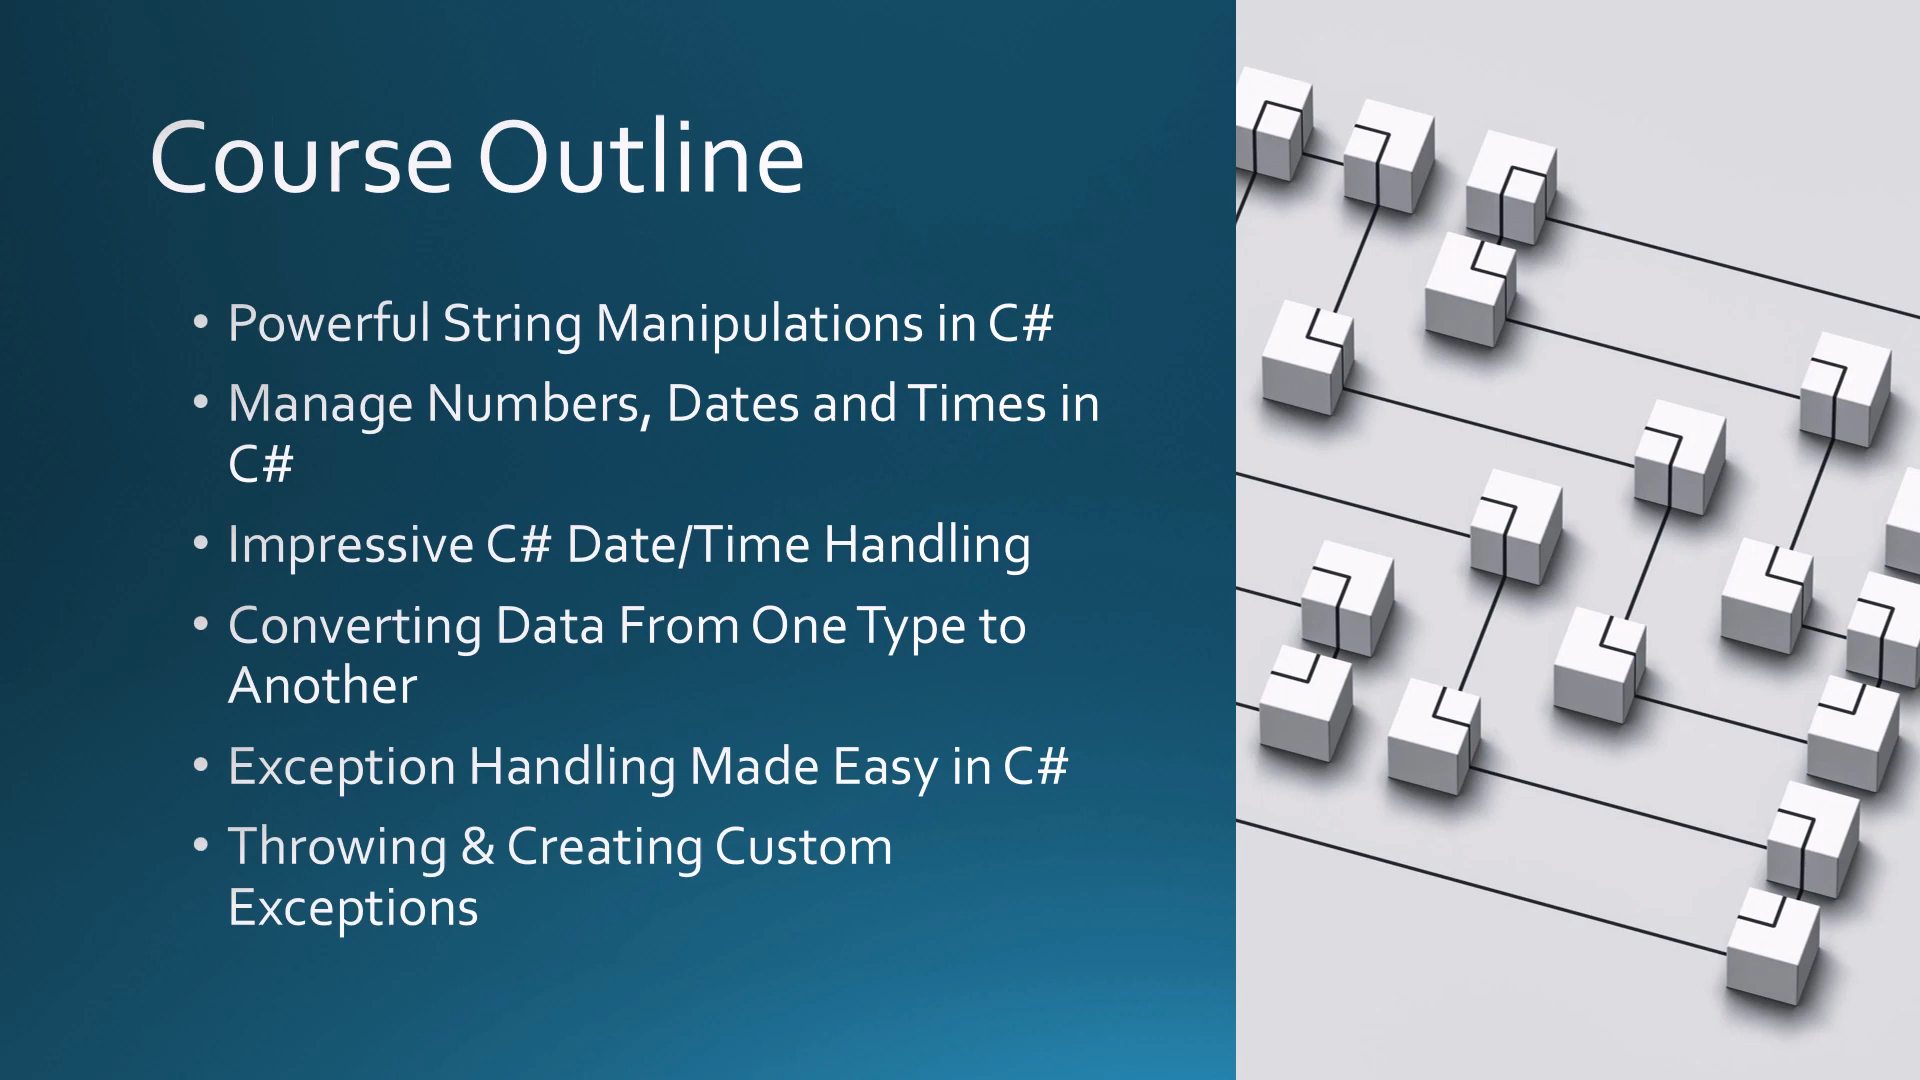 Course Outline
• Powerful String Manipulations in C#
• Manage Numbers, Dates and Times in
C#
• Impressive C# Date/Time Handling
• Converting Data From One Type to
Another
• Exception Handling Made Easy in C#
• Throwing & Creating Custom
Exceptions